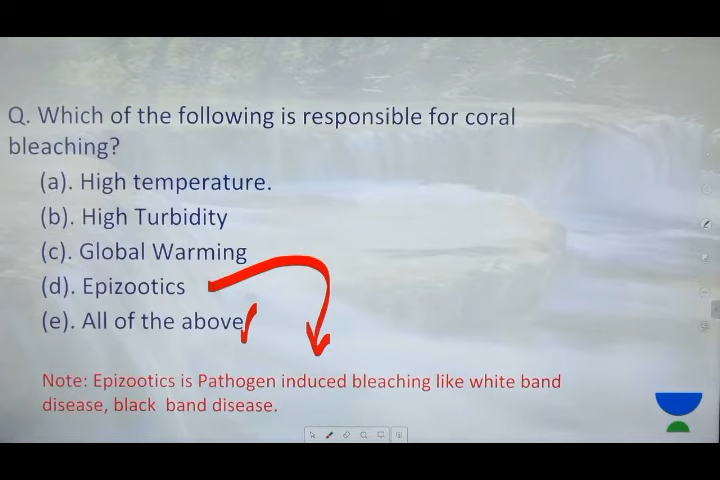 Q. Which of the following is responsible for coral
bleaching?
(a). High temperature.
(b). High Turbidity
(c). Global Warming
(d). Epizootics
(e). All of the above
Note: Epizootics is Pathogen induced bleaching like white band
disease, black band disease.